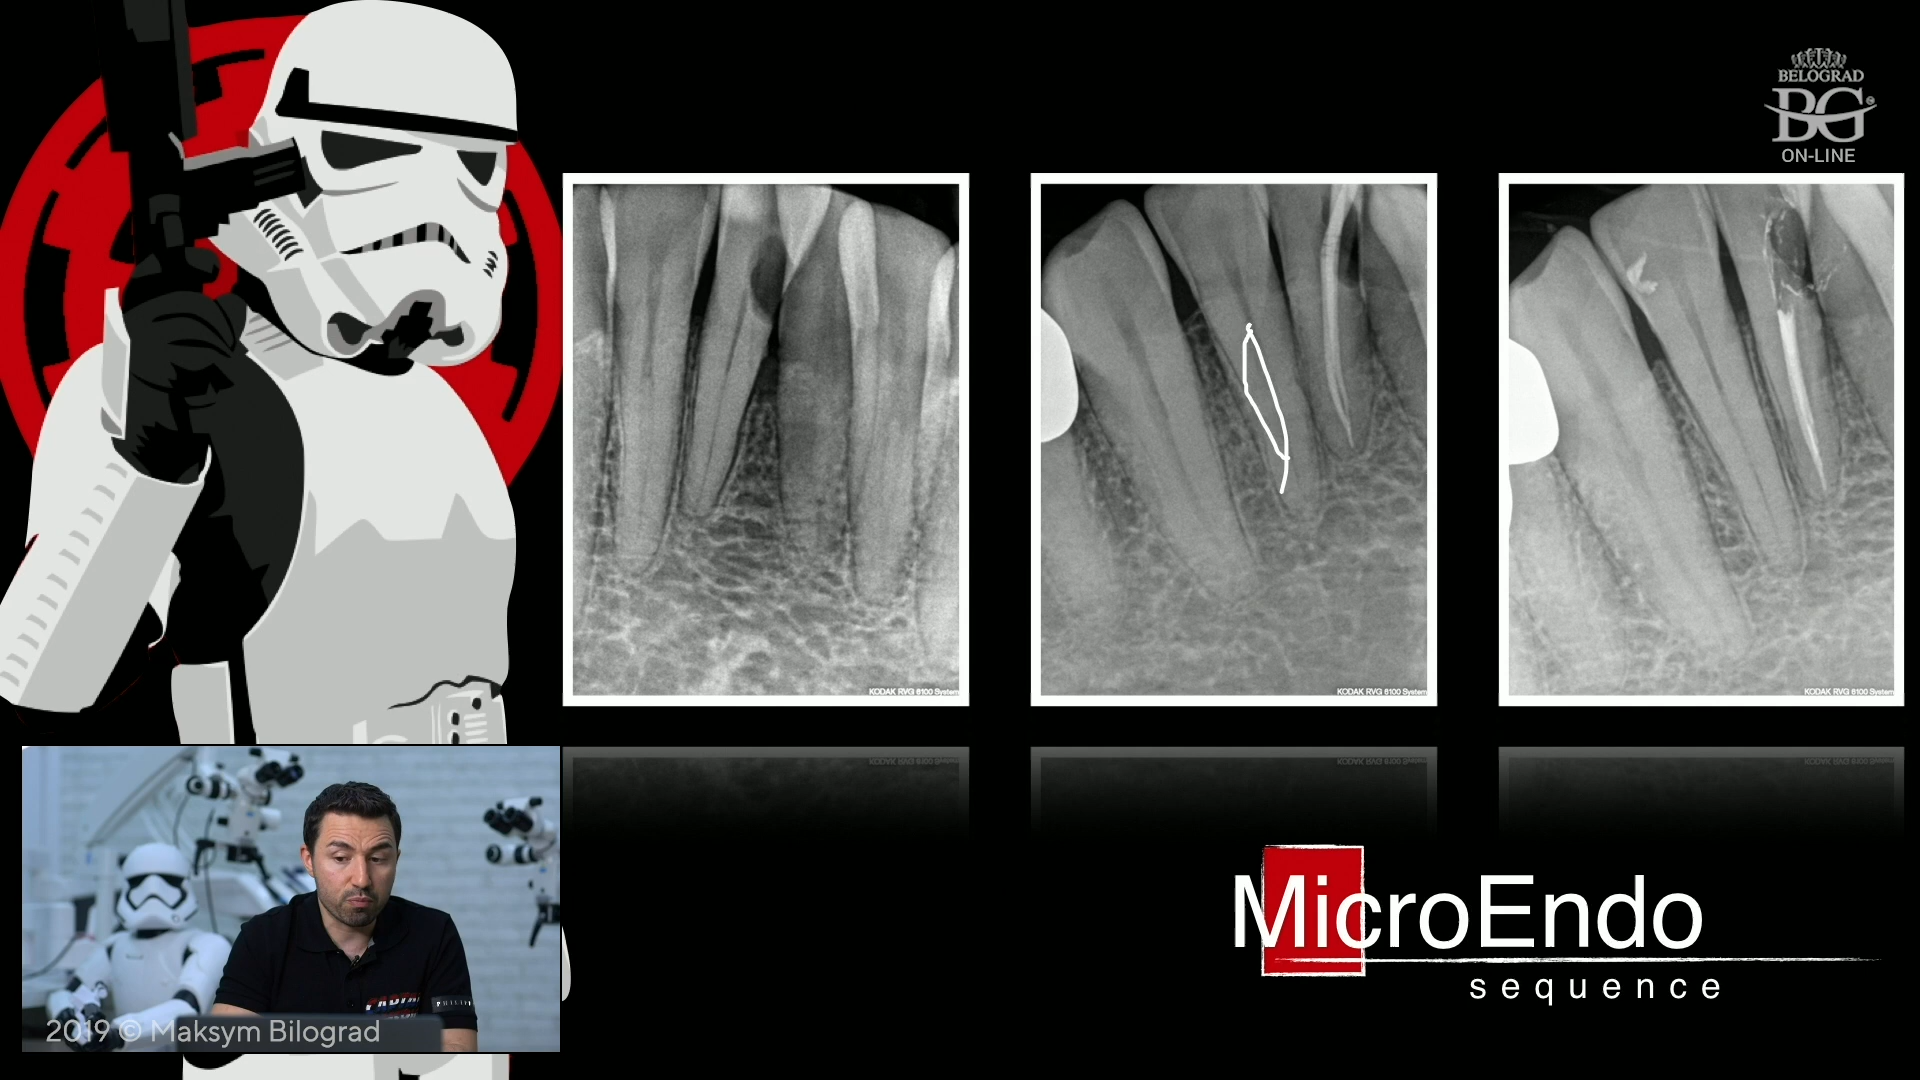 BELOGRAD
BG
ON-LINE
KODAK RVG 6100 System
KODAK RVG 6100 System
KODAK RVG 6100 System
MicroEndo
sequence
2019 © Maksym Bilograd